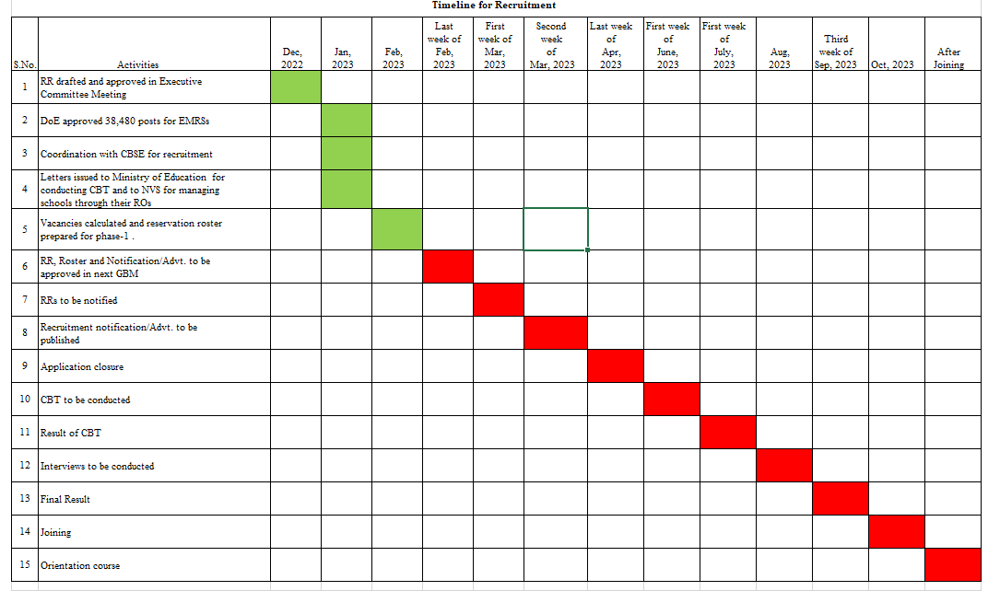 Timeline for Recruitment
S.No.
Activities
Dec,
2022
Jan,
2023
Feb,
2023
Last
week of
Feb,
2023
First
week of
Mar,
2023
Second
week
of
Mar, 2023
Last week
of
Apr,
2023
First week
of
June,
2023
First week
of
July,
2023
Aug,
2023
Third
week of
Sep, 2023
Oct, 2023
After
Joining
1
RR drafted and approved in Executive
Committee Meeting
2
DoE approved 38,480 posts for EMRSs
3
Coordination with CBSE for recruitment
4
Letters issued to Ministry of Education for
conducting CBT and to NVS for managing
schools through their ROs
5
Vacancies calculated and reservation roster
prepared for phase-1 .
6
RR, Roster and Notification/Advt. to be
approved in next GBM
7
RRs to be notified
8
Recruitment notification/Advt. to be
published
9
Application closure
10
CBT to be conducted
11
Result of CBT
12
Interviews to be conducted
13
Final Result
14
Joining
15
Orientation course